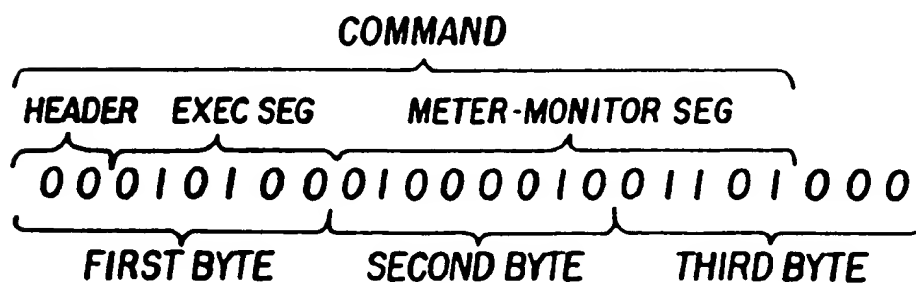 COMMAND
HEADER EXEC SEG METER-MONITOR SEG
0 0 0 1 0 1 0 0 0 1 0 0 0 0 1 0 0 1 1 0 1 0 0 0
FIRST BYTE SECOND BYTE THIRD BYTE